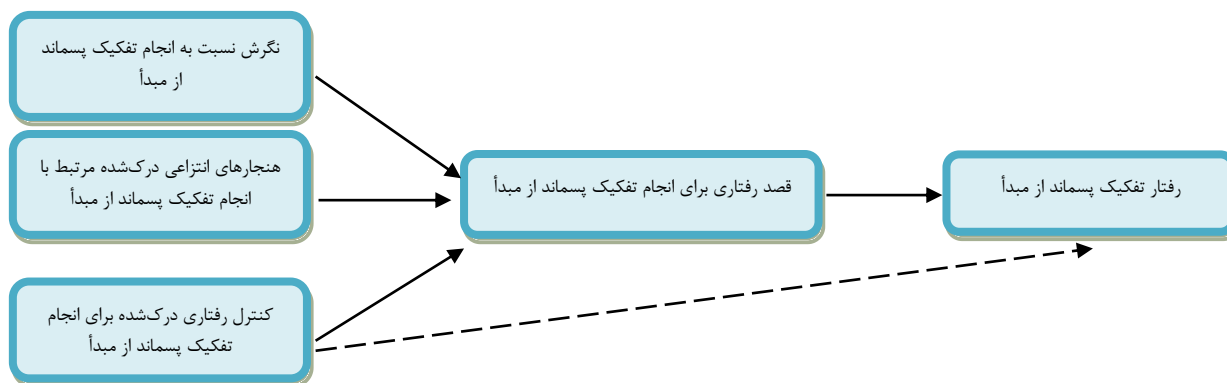 نگرش نسبت به انجام تفکیک پسماند
از مبدأ
هنجارهای انتزاعی درک‌شده مرتبط با
انجام تفکیک پسماند از مبدأ
کنترل رفتاری درک‌شده برای انجام
تفکیک پسماند از مبدأ
قصد رفتاری برای انجام تفکیک پسماند از مبدأ
رفتار تفکیک پسماند از مبدأ